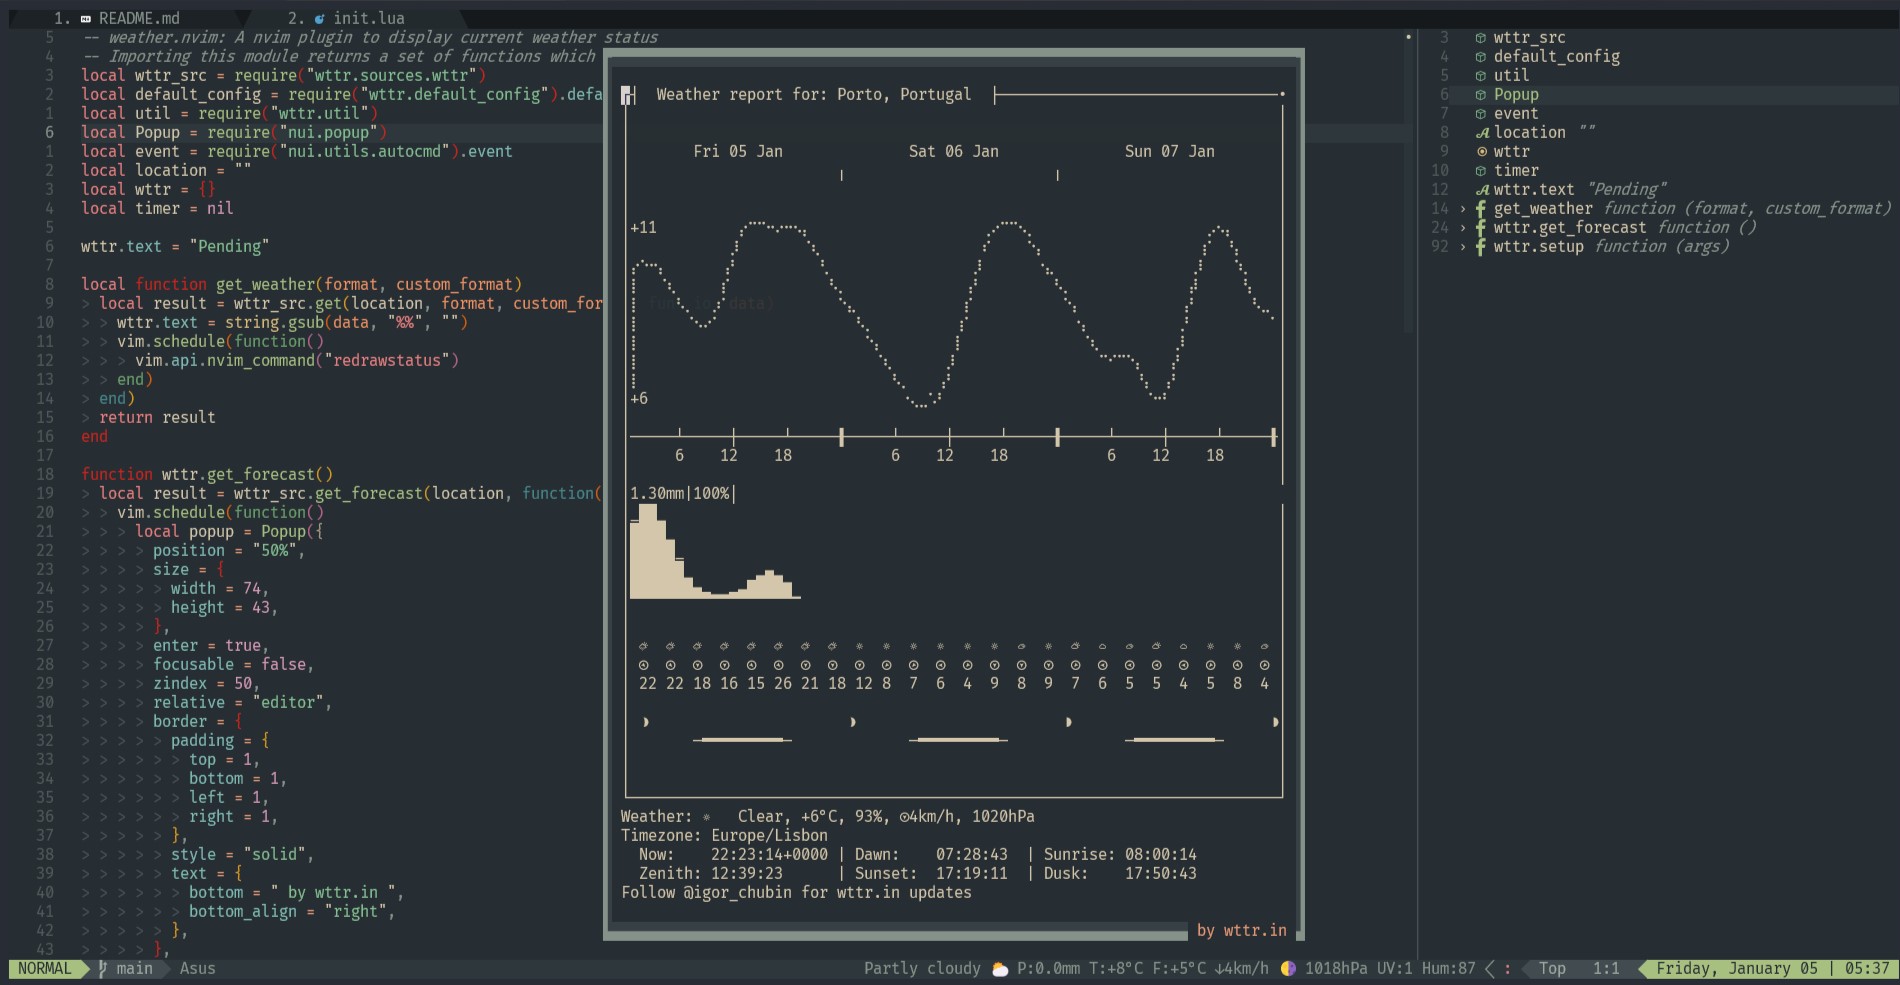 1. README.md 2. init.lua
5 -- weather.nvim: A nvim plugin to display current weather status
4 -- Importing this module returns a set of functions which
3 local wttr_src = require("wttr.sources.wttr")
2 local default_config = require("wttr.default_config").defa
1 local util = require("wttr.util")
6 local Popup = require("nui.popup")
1 local event = require("nui.utils.autocmd").event
2 local location = ""
3 local wttr = {}
4 local timer = nil
5
6 wttr.text = "Pending"
7
8 local function get_weather(format, custom_format)
9 > local result = wttr_src.get(location, format, custom_for
10 > > wttr.text = string.gsub(data, "%%", "")
11 > > vim.schedule(function()
12 > > > vim.api.nvim_command("redrawstatus")
13 > > end)
14 > end)
15 > return result
16 end
17
18 function wttr.get_forecast()
19 > local result = wttr_src.get_forecast(location, function(
20 > > vim.schedule(function()
21 > > > local popup = Popup({
22 > > > > position = "50%",
23 > > > > size = {
24 > > > > > width = 74,
25 > > > > > height = 43,
26 > > > > },
27 > > > > enter = true,
28 > > > > focusable = false,
29 > > > > zindex = 50,
30 > > > > relative = "editor",
31 > > > > border = {
32 > > > > > padding = {
33 > > > > > > top = 1,
34 > > > > > > bottom = 1,
35 > > > > > > left = 1,
36 > > > > > > right = 1,
37 > > > > > },
38 > > > > > style = "solid",
39 > > > > > text = {
40 > > > > > > bottom = " by wttr.in ",
41 > > > > > > bottom_align = "right",
42 > > > > > },
43 > > > > },
Weather report for: Porto, Portugal
Fri 05 Jan Sat 06 Jan Sun 07 Jan
+11
data)
+6
6 12 18 6 12 18 6 12 18
1.30mm|100%|
22 22 18 16 15 26 21 18 12 8 7 6 4 9 8 9 7 6 5 5 4 5 8 4
Weather: Clear, +6°C, 93%, 4km/h, 1020hPa
Timezone: Europe/Lisbon
Now: 22:23:14+0000 | Dawn: 07:28:43 | Sunrise: 08:00:14
Zenith: 12:39:23 | Sunset: 17:19:11 | Dusk: 17:50:43
Follow @igor_chubin for wttr.in updates
by wttr.in
3 wttr_src
4 default_config
5 util
6 Popup
7 event
8 location ""
9 wttr
10 timer
12 wttr.text "Pending"
14 › get_weather function (format, custom_format)
24 › wttr.get_forecast function ()
92 › wttr.setup function (args)
NORMAL main Asus Partly cloudy P:0.0mm T:+8°C F:+5°C ↓4km/h 1018hPa UV:1 Hum:87 : Top 1:1 Friday, January 05 | 05:37